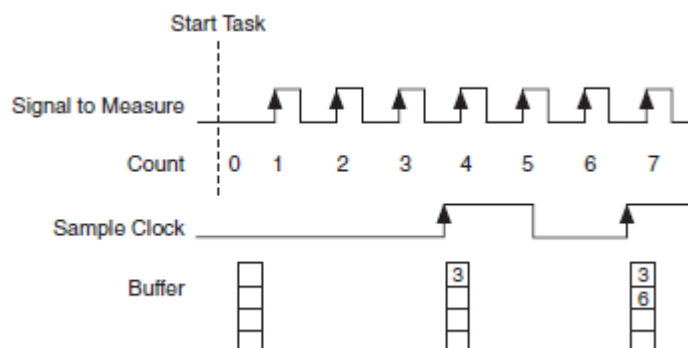 Start Task
Signal to Measure
Count 0 1 2 3 4 5 6 7
Sample Clock
Buffer 3 3
6